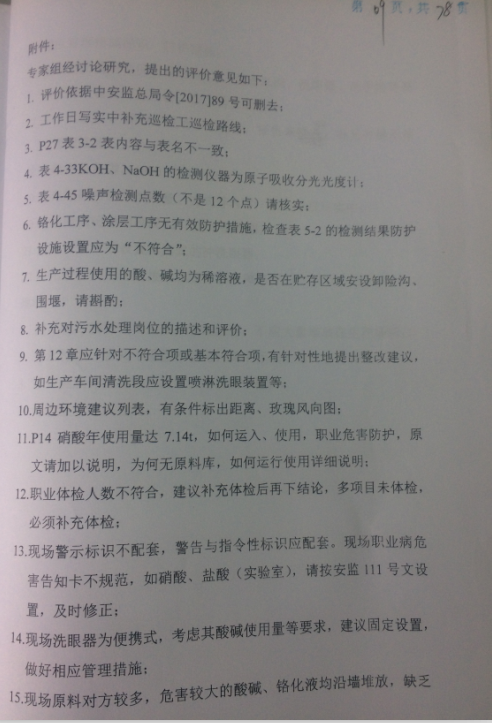 第 09 页，共 78 页
附件：
专家组经讨论研究，提出的评价意见如下：
1. 评价依据中安监总局令[2017]89 号可删去；
2. 工作日写实中补充巡检工巡检路线；
3. P27 表 3-2 表内容与表名不一致；
4. 表 4-33KOH、NaOH 的检测仪器为原子吸收分光光度计；
5. 表 4-45 噪声检测点数（不是 12 个点）请核实；
6. 铬化工序、涂层工序无有效防护措施，检查表 5-2 的检测结果防护
设施设置应为“不符合”；
7. 生产过程使用的酸、碱均为稀溶液，是否在贮存区域安设卸险沟、
围堰，请斟酌；
8. 补充对污水处理岗位的描述和评价；
9. 第 12 章应针对不符合项或基本符合项，有针对性地提出整改建议，
如生产车间清洗段应设置喷淋洗眼装置等；
10.周边环境建议列表，有条件标出距离、玫瑰风向图；
11.P14 硝酸年使用量达 7.14t，如何运入、使用，职业危害防护，原
文请加以说明，为何无原料库，如何运行使用详细说明；
12.职业体检人数不符合，建议补充体检后再下结论，多项目未体检，
必须补充体检；
13.现场警示标识不配套，警告与指令性标识应配套。现场职业病危
害告知卡不规范，如硝酸、盐酸（实验室），请按安监 111 号文设
置，及时修正；
14.现场洗眼器为便携式，考虑其酸碱使用量等要求，建议固定设置，
做好相应管理措施；
15.现场原料对方较多，危害较大的酸碱、铬化液均沿墙堆放，缺乏